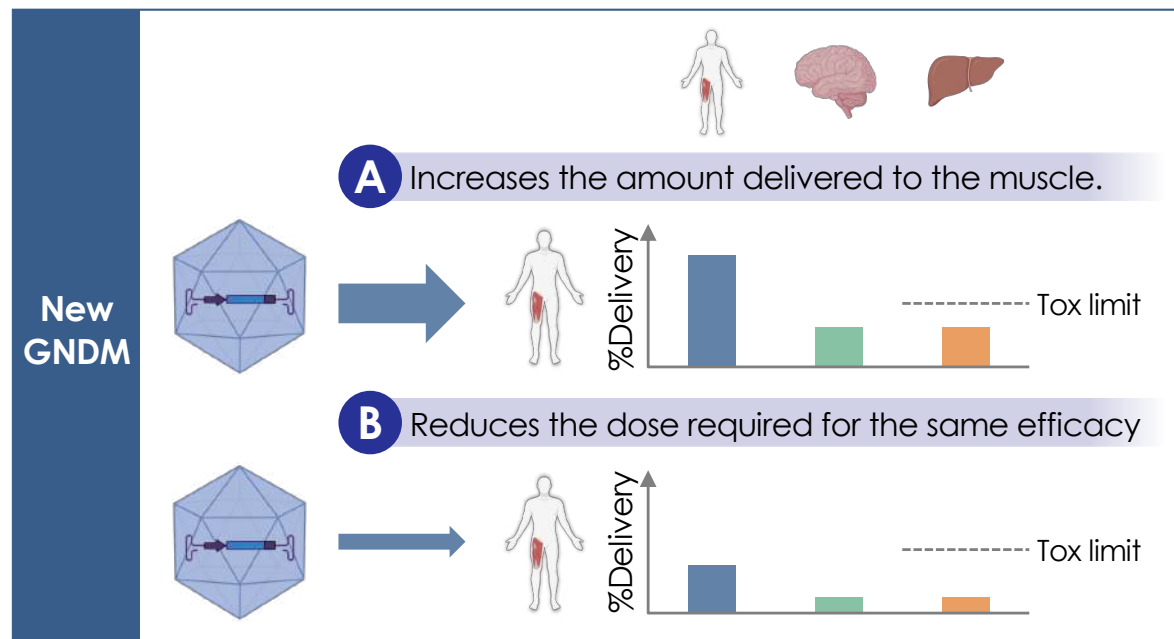 New
GNDM
A Increases the amount delivered to the muscle.
%Delivery
Tox limit
B Reduces the dose required for the same efficacy
%Delivery
Tox limit